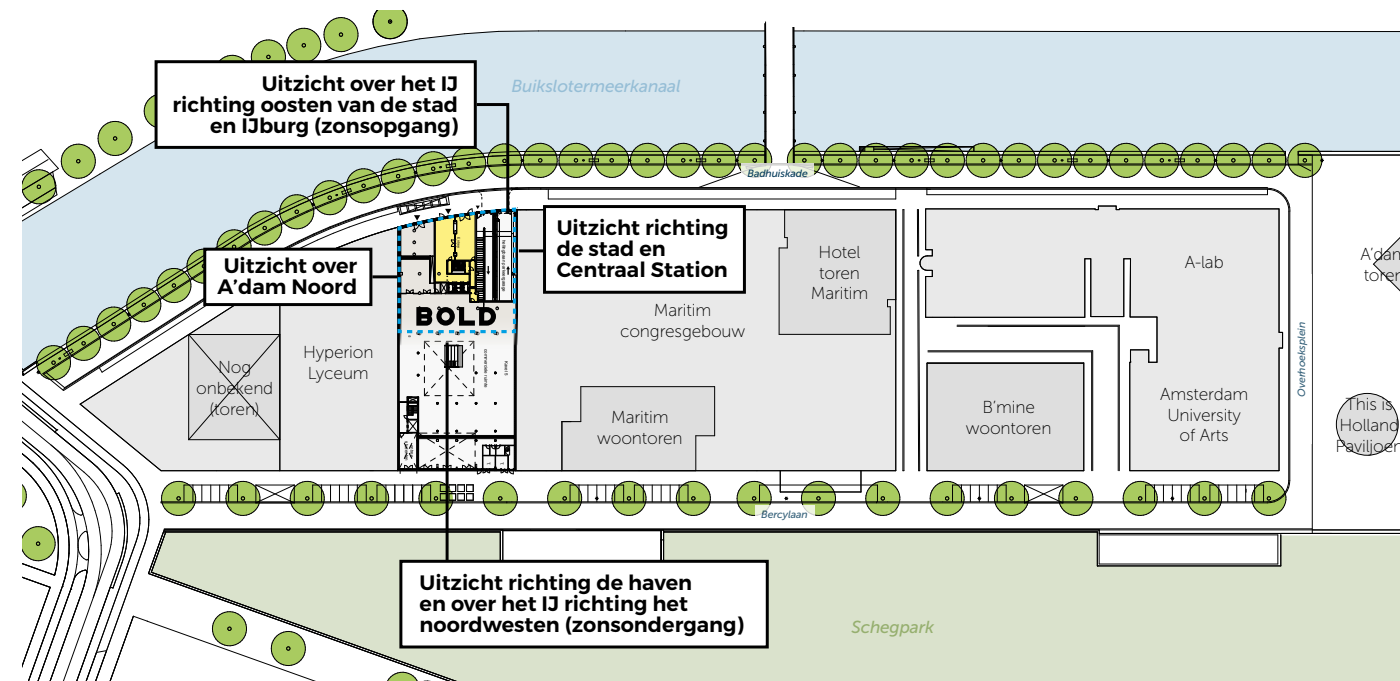 Uitzicht over het IJ
richting oosten van de stad
en IJburg (zonsopgang)
Buikslotermeerkanaal
Badhuiskade
Uitzicht over
A'dam Noord
Uitzicht richting
de stad en
Centraal Station
BOLD
Nog
onbekend
(toren)
Hyperion
Lyceum
Maritim
congresgebouw
Hotel
toren
Maritim
Maritim
woontoren
A-lab
B'mine
woontoren
Amsterdam
University
of Arts
Overhoeksplein
A'dam
toren
This is
Holland
Paviljoen
Bercylaan
Uitzicht richting de haven
en over het IJ richting het
noordwesten (zonsondergang)
Schegpark